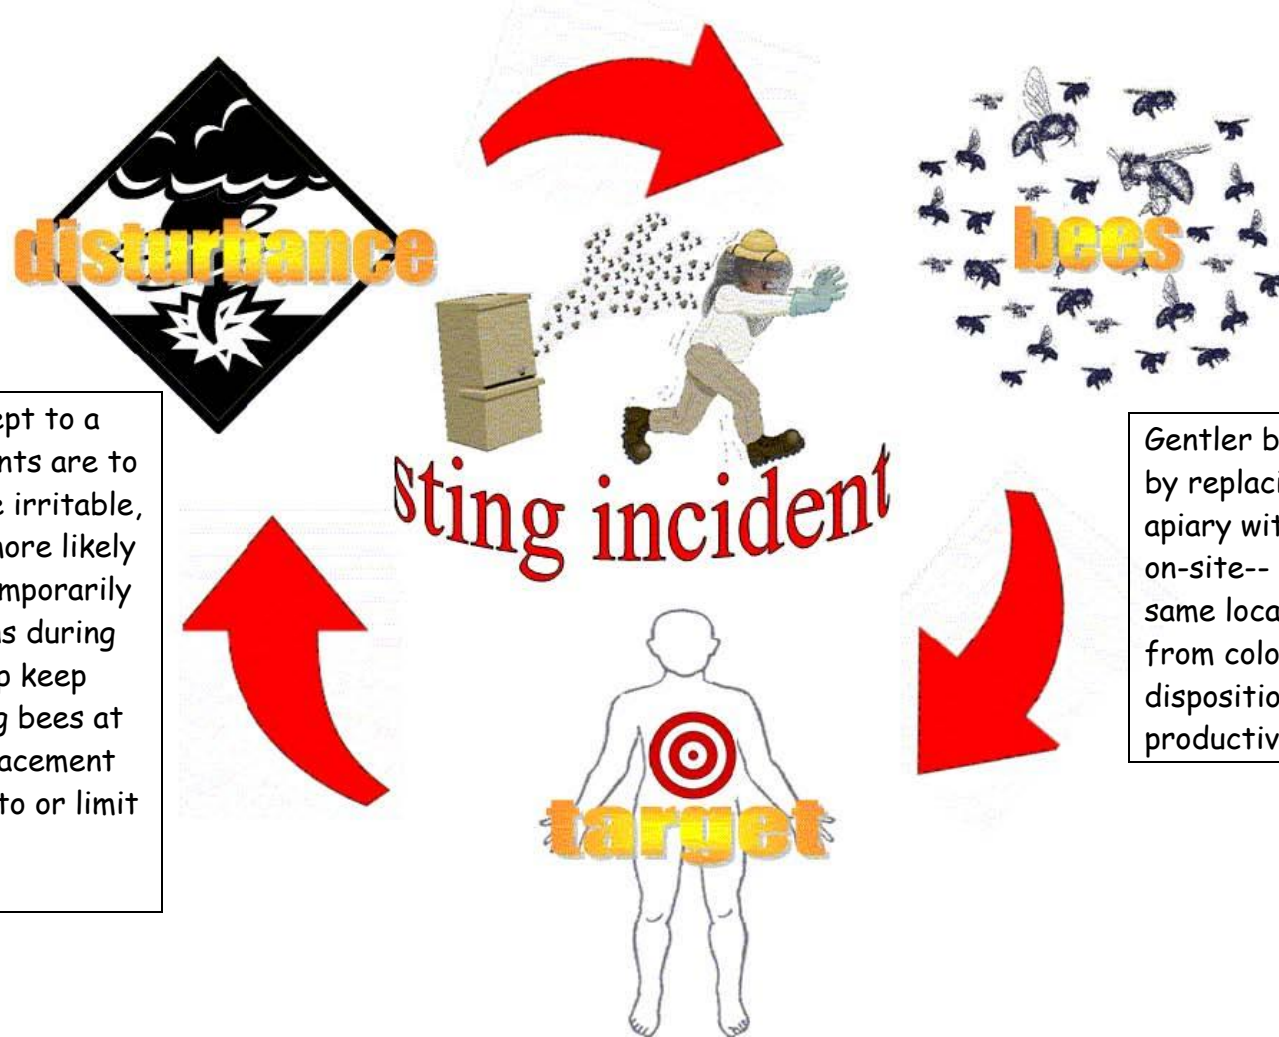 disturbance
bees
sting incident
target
ept to a
nts are to
e irritable,
more likely
mporarily
ns during
p keep
g bees at
acement
to or limit
Gentler b
by replaci
apiary wit
on-site--
same loca
from colo
dispositio
productiv